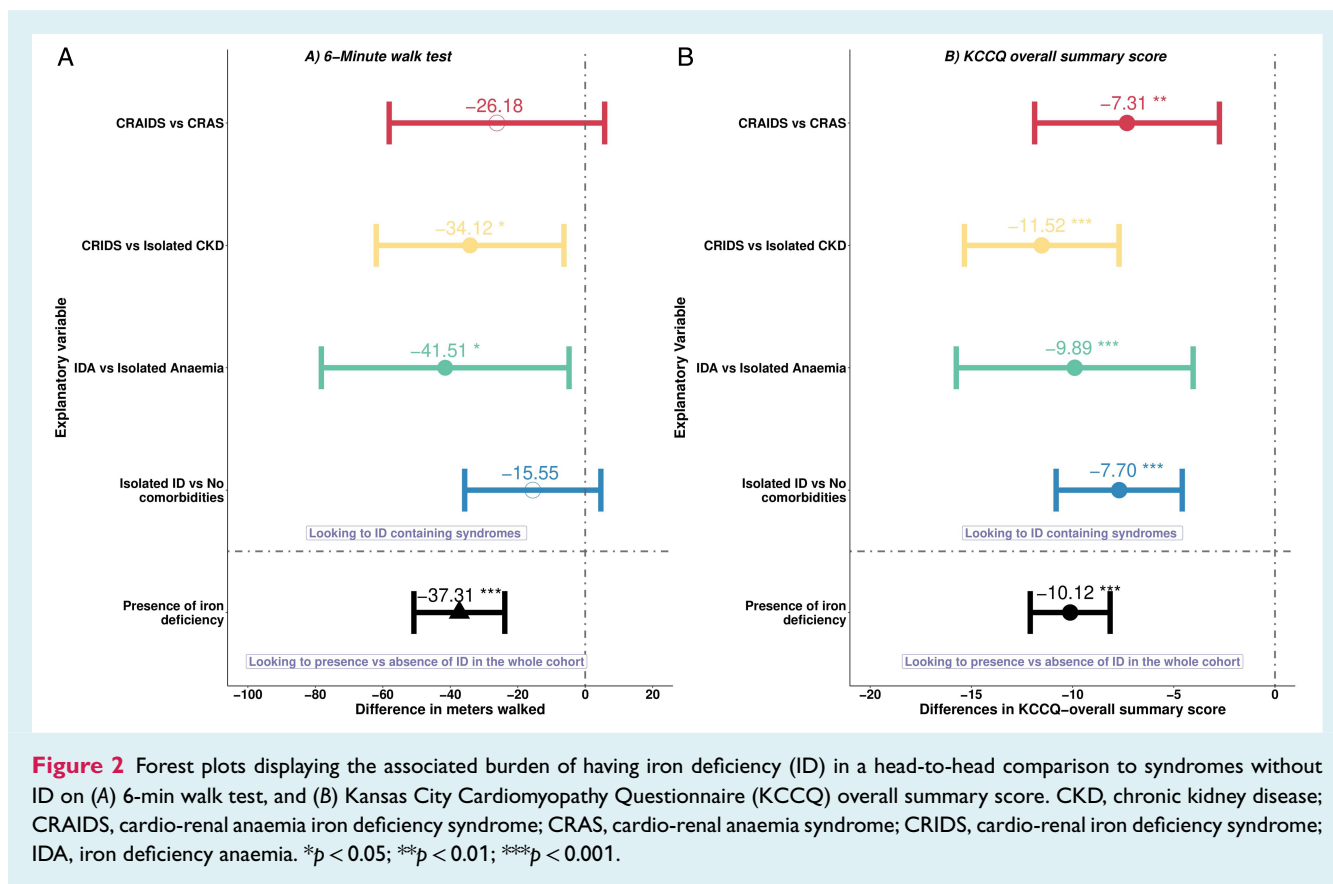 A
A) 6−Minute walk test
Explanatory variable
CRAIDS vs CRAS
−26.18
CRIDS vs Isolated CKD
−34.12 *
IDA vs Isolated Anaemia
−41.51 *
Isolated ID vs No
comorbidities
−15.55
Looking to ID containing syndromes
Presence of iron
deficiency
−37.31 ***
Looking to presence vs absence of ID in the whole cohort
−100 −80 −60 −40 −20 0 20
Difference in meters walked
B
B) KCCQ overall summary score
Explanatory Variable
CRAIDS vs CRAS
−7.31 **
CRIDS vs Isolated CKD
−11.52 ***
IDA vs Isolated Anaemia
−9.89 ***
Isolated ID vs No
comorbidities
−7.70 ***
Looking to ID containing syndromes
Presence of iron
deficiency
−10.12 ***
Looking to presence vs absence of ID in the whole cohort
−20 −15 −10 −5 0
Differences in KCCQ−overall summary score
Figure 2 Forest plots displaying the associated burden of having iron deficiency (ID) in a head-to-head comparison to syndromes without
ID on (A) 6-min walk test, and (B) Kansas City Cardiomyopathy Questionnaire (KCCQ) overall summary score. CKD, chronic kidney disease;
CRAIDS, cardio-renal anaemia iron deficiency syndrome; CRAS, cardio-renal anaemia syndrome; CRIDS, cardio-renal iron deficiency syndrome;
IDA, iron deficiency anaemia. *p < 0.05; **p < 0.01; ***p < 0.001.